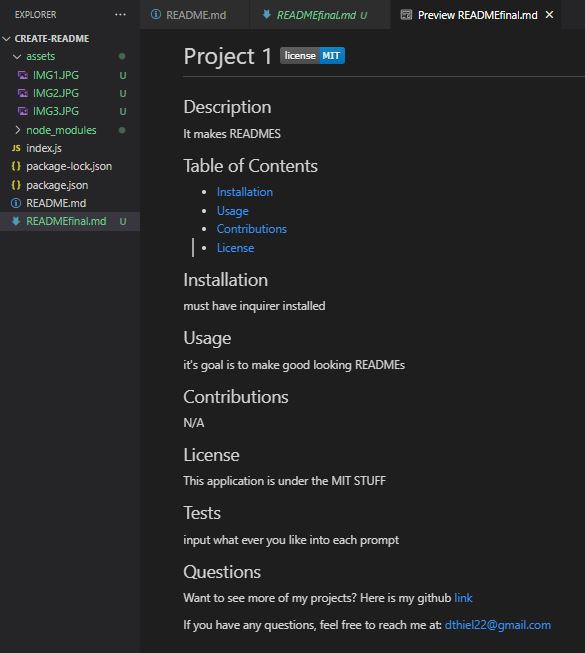 EXPLORER ...
README.md
READMEfinal.md U
Preview READMEfinal.md
CREATE-README
assets
IMG1.JPG U
IMG2.JPG U
IMG3.JPG U
node_modules
JS index.js
{} package-lock.json
{} package.json
README.md
READMEfinal.md U
Project 1 license MIT
Description
It makes READMES
Table of Contents
• Installation
• Usage
• Contributions
• License
Installation
must have inquirer installed
Usage
it's goal is to make good looking READMEs
Contributions
N/A
License
This application is under the MIT STUFF
Tests
input what ever you like into each prompt
Questions
Want to see more of my projects? Here is my github link
If you have any questions, feel free to reach me at: dthiel22@gmail.com